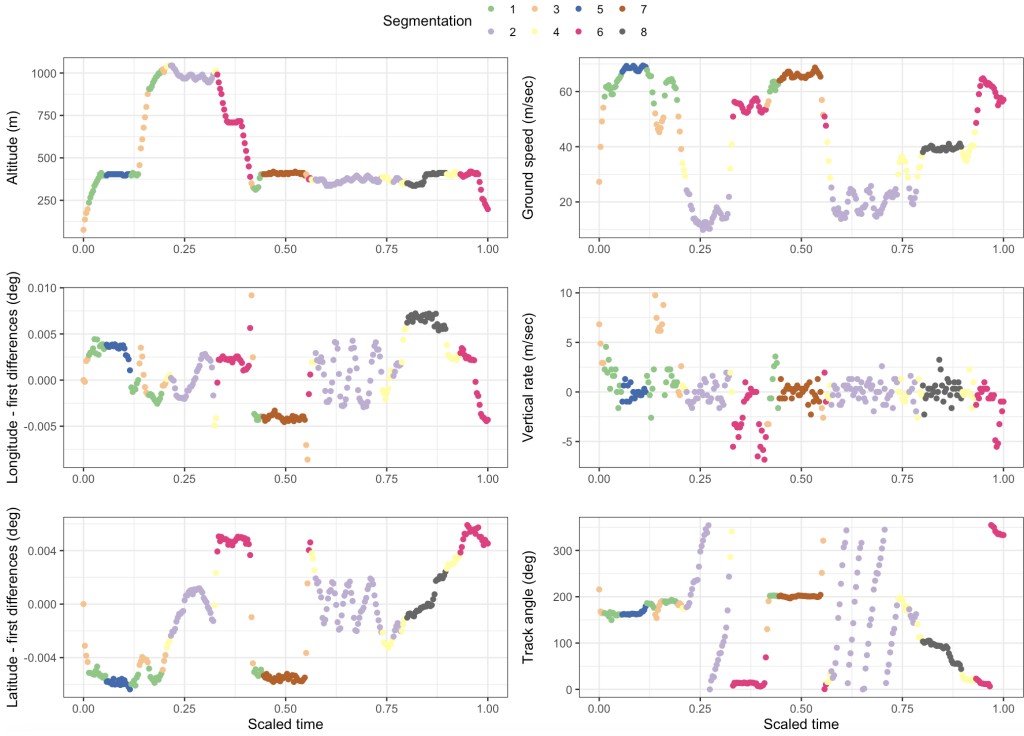 Segmentation
1 3 5 7
2 4 6 8
Altitude (m)
1000
750
500
250
0.00 0.25 0.50 0.75 1.00
Ground speed (m/sec)
60
40
20
0.00 0.25 0.50 0.75 1.00
Longitude - first differences (deg)
0.010
0.005
0.000
-0.005
0.00 0.25 0.50 0.75 1.00
Vertical rate (m/sec)
10
5
0
-5
0.00 0.25 0.50 0.75 1.00
Latitude - first differences (deg)
0.004
0.000
-0.004
0.00 0.25 0.50 0.75 1.00
Scaled time
Track angle (deg)
300
200
100
0
0.00 0.25 0.50 0.75 1.00
Scaled time